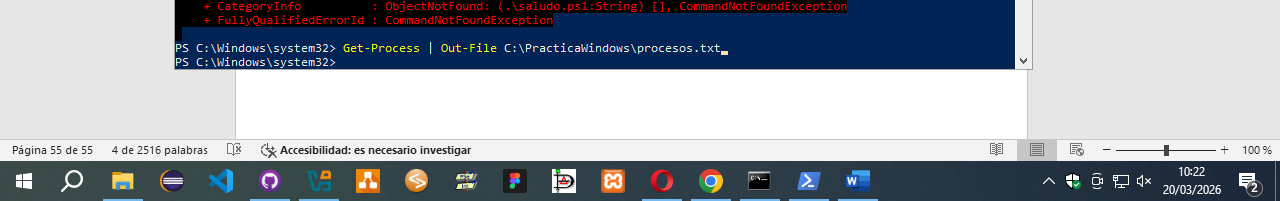 + CategoryInfo          : ObjectNotFound: (.\saludo.ps1:String) [], CommandNotFoundException
+ FullyQualifiedErrorId : CommandNotFoundException
PS C:\Windows\system32> Get-Process | Out-File C:\PracticaWindows\procesos.txt
PS C:\Windows\system32>
Página 55 de 55 4 de 2516 palabras Accesibilidad: es necesario investigar 100 %
10:22
20/03/2026
2